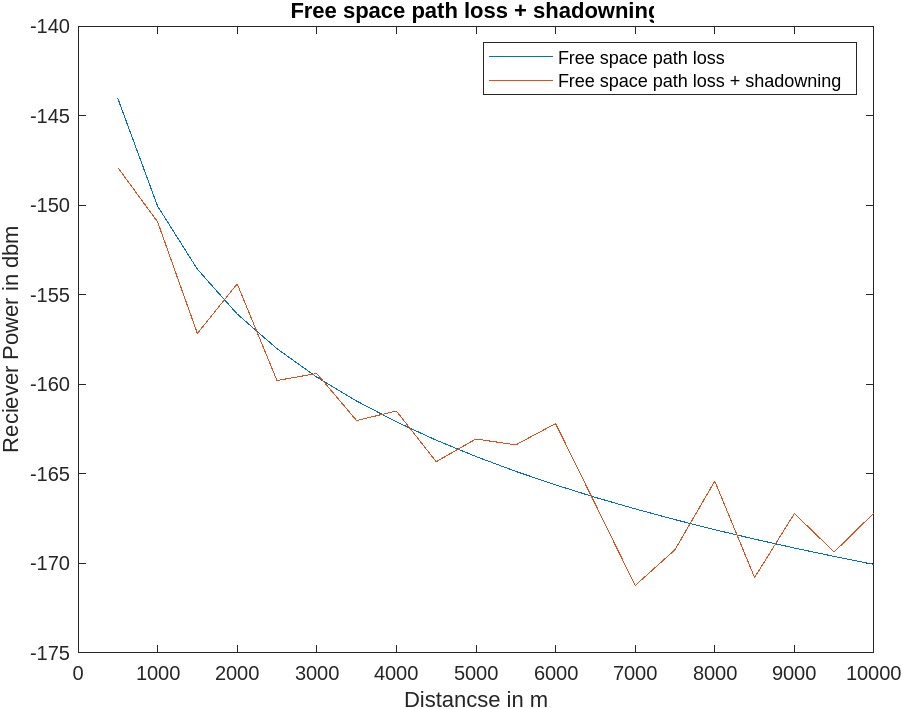 Free space path loss + shadowning
-140
Free space path loss
Free space path loss + shadowning
-145
-150
-155
-160
-165
-170
-175
Reciever Power in dbm
0 1000 2000 3000 4000 5000 6000 7000 8000 9000 10000
Distancse in m